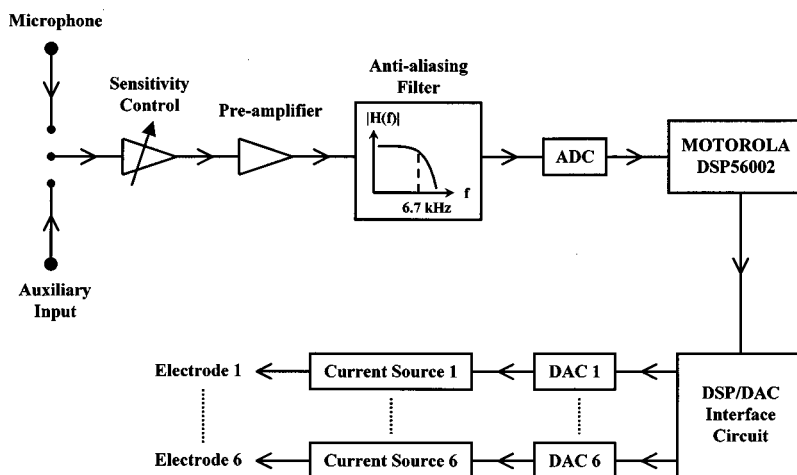 Microphone
Sensitivity
Control
Pre-amplifier
Anti-aliasing
Filter
|H(f)|
f
6.7 kHz
ADC
MOTOROLA
DSP56002
Auxiliary
Input
Electrode 1
Current Source 1
DAC 1
DSP/DAC
Interface
Circuit
Electrode 6
Current Source 6
DAC 6